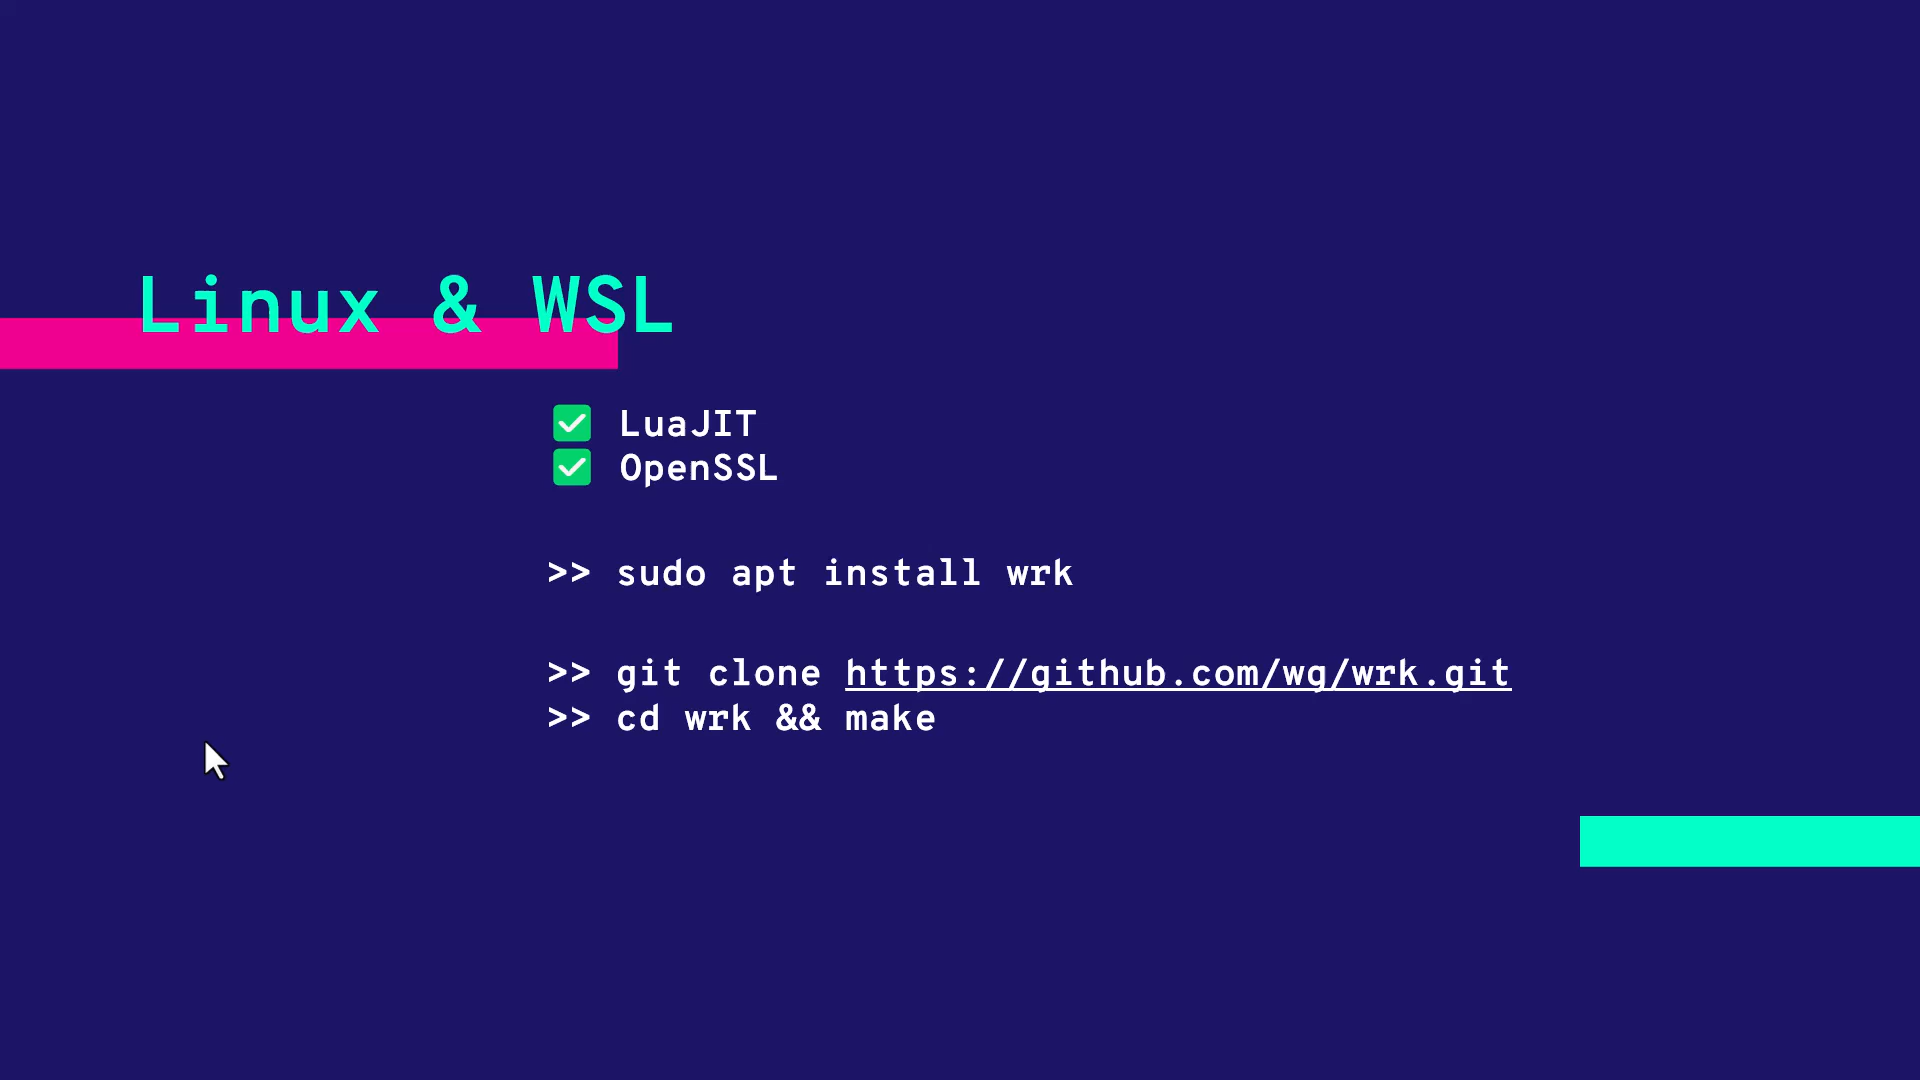 Linux & WSL
✅ LuaJIT
✅ OpenSSL
>> sudo apt install wrk
>> git clone https://github.com/wg/wrk.git
>> cd wrk && make